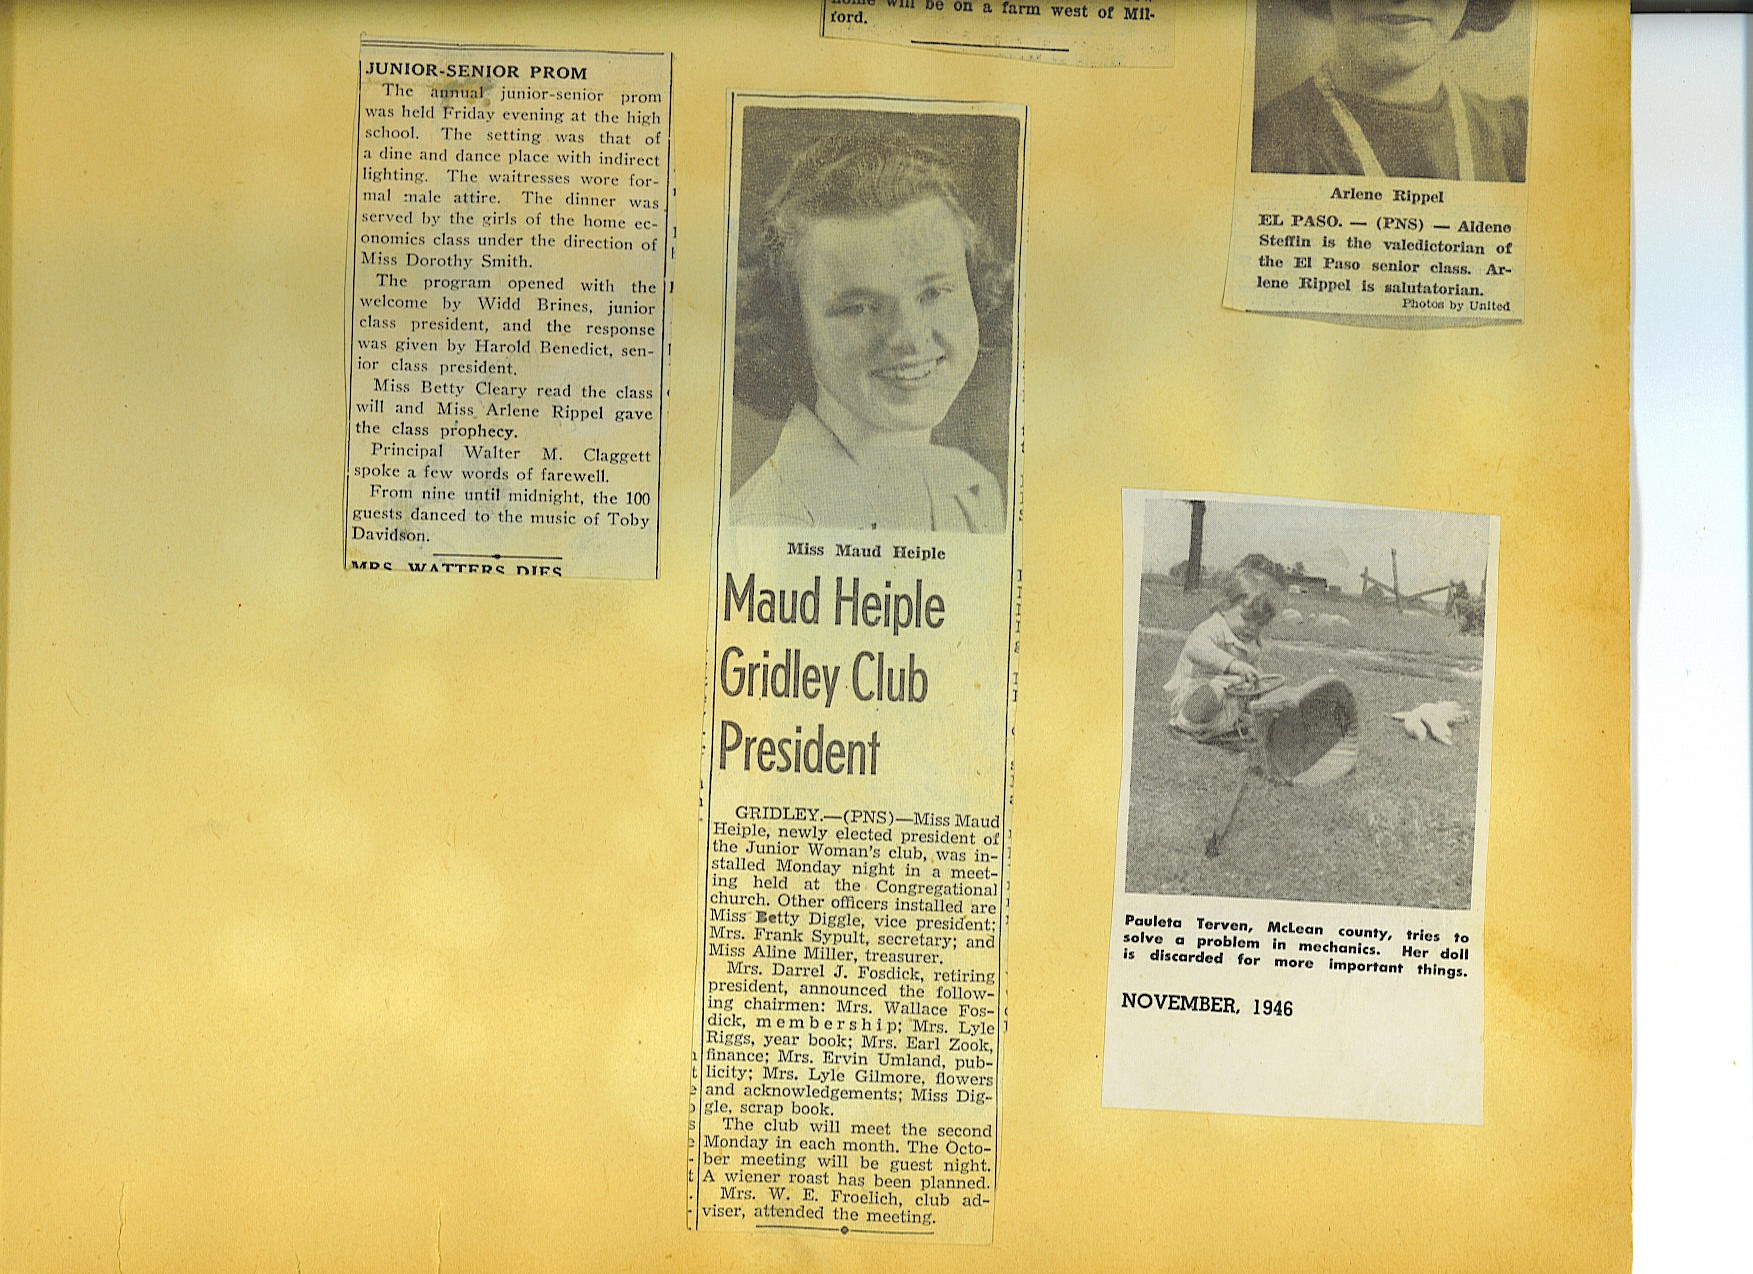 JUNIOR-SENIOR PROM
The annual junior-senior prom
was held Friday evening at the high
school. The setting was that of
a dine and dance place with indirect
lighting. The waitresses wore for-
mal male attire. The dinner was
served by the girls of the home ec-
onomics class under the direction of
Miss Dorothy Smith.
The program opened with the
welcome by Widd Brines, junior
class president, and the response
was given by Harold Benedict, sen-
ior class president.
Miss Betty Cleary read the class
will and Miss Arlene Rippel gave
the class prophecy.
Principal Walter M. Claggett
spoke a few words of farewell.
From nine until midnight, the 100
guests danced to the music of Toby
Davidson.
MRS. WATTERS DIES
home will be on a farm west of Mil-
ford.
Miss Maud Heiple
Maud Heiple
Gridley Club
President
GRIDLEY.—(PNS)—Miss Maud
Heiple, newly elected president of
the Junior Woman's club, was in-
stalled Monday night in a meet-
ing held at the Congregational
church. Other officers installed are
Miss Betty Diggle, vice president;
Mrs. Frank Sypult, secretary; and
Miss Aline Miller, treasurer.
Mrs. Darrel J. Fosdick, retiring
president, announced the follow-
ing chairmen: Mrs. Wallace Fos-
dick, membership; Mrs. Lyle
Riggs, year book; Mrs. Earl Zook,
finance; Mrs. Ervin Umland, pub-
licity; Mrs. Lyle Gilmore, flowers
and acknowledgements; Miss Dig-
gle, scrap book.
The club will meet the second
Monday in each month. The Octo-
ber meeting will be guest night.
A wiener roast has been planned.
Mrs. W. E. Froelich, club ad-
viser, attended the meeting.
Arlene Rippel
EL PASO. — (PNS) — Aldene
Steffin is the valedictorian of
the El Paso senior class. Ar-
lene Rippel is salutatorian.
Photos by United
Pauleta Terven, McLean county, tries to
solve a problem in mechanics. Her doll
is discarded for more important things.
NOVEMBER, 1946